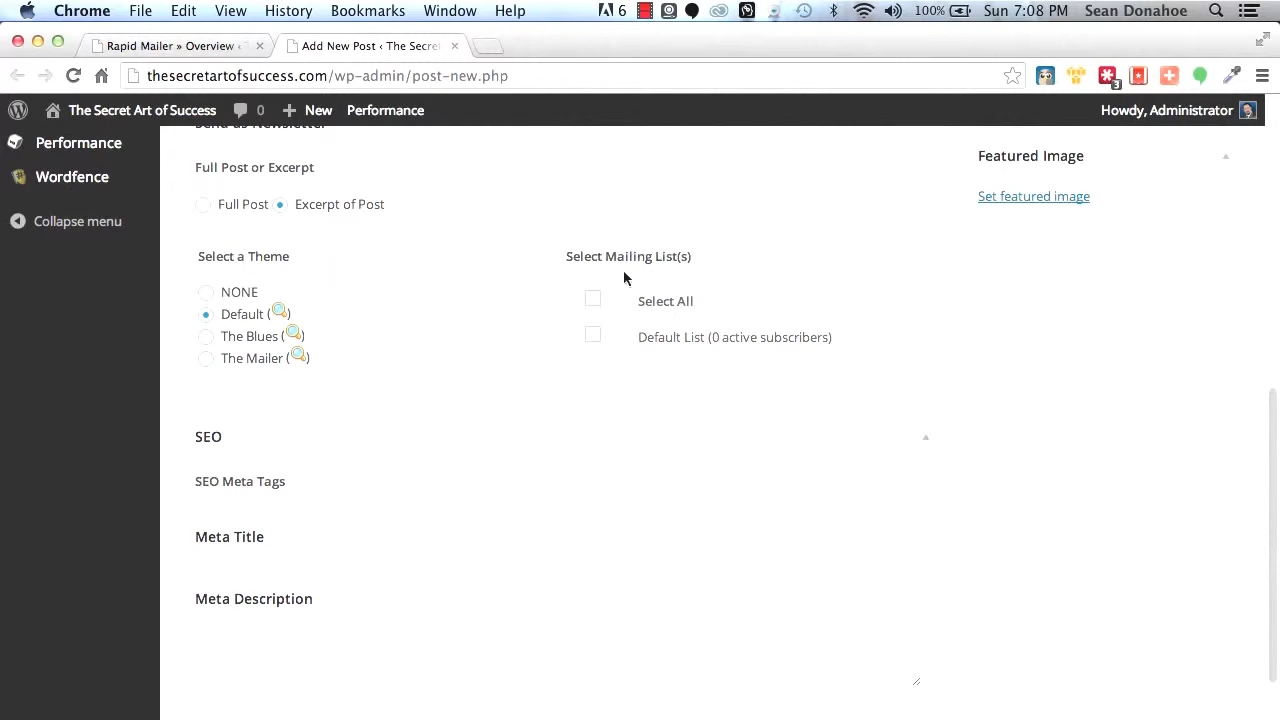 Chrome File Edit View History Bookmarks Window Help 6 100% Sun 7:08 PM Sean Donahoe
Rapid Mailer » Overview ‹
Add New Post ‹ The Secret
thesecretartofsuccess.com/wp-admin/post-new.php
3
The Secret Art of Success 0 New Performance Howdy, Administrator
Send as Newsletter
Performance
Wordfence
Collapse menu
Full Post or Excerpt
Full Post Excerpt of Post
Select a Theme
NONE
Default ( )
The Blues ( )
The Mailer ( )
Select Mailing List(s)
Select All
Default List (0 active subscribers)
SEO
SEO Meta Tags
Meta Title
Meta Description
Featured Image
Set featured image